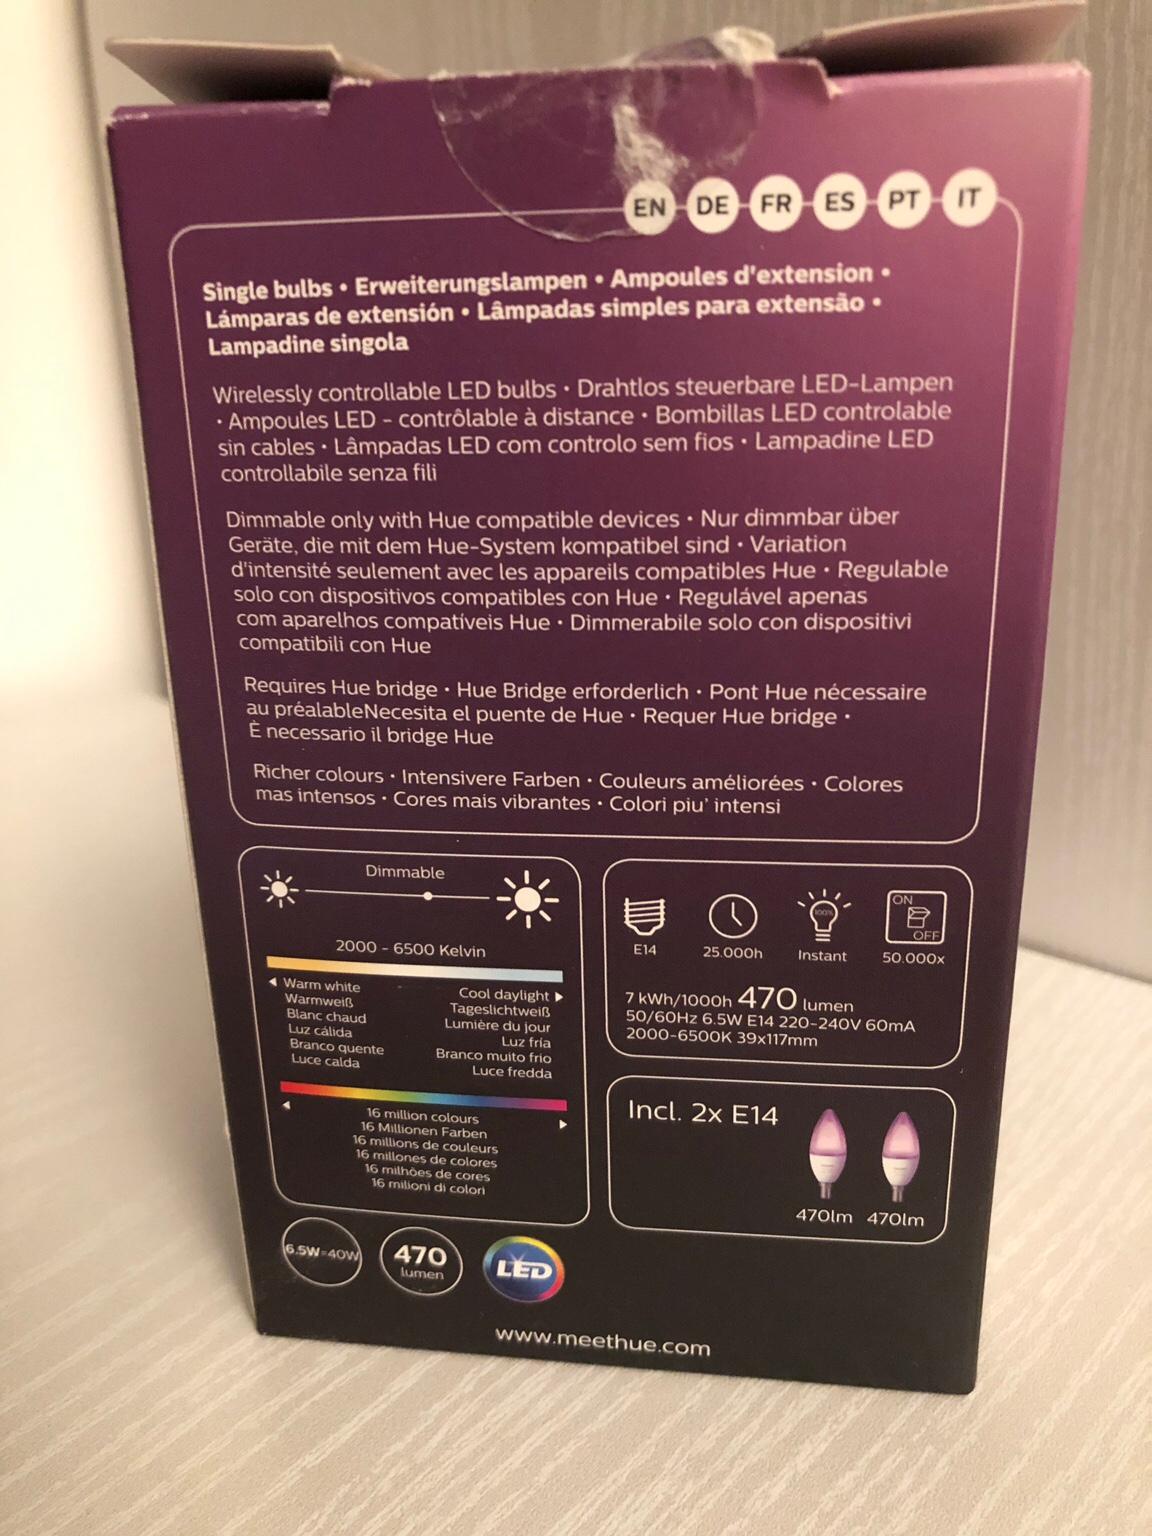 EN DE FR ES PT IT
Single bulbs • Erweiterungslampen • Ampoules d'extension •
Lámparas de extensión • Lâmpadas simples para extensão •
Lampadine singola
Wirelessly controllable LED bulbs • Drahtlos steuerbare LED-Lampen
• Ampoules LED - contrôlable à distance • Bombillas LED controlable
sin cables • Lâmpadas LED com controlo sem fios • Lampadine LED
controllabile senza fili
Dimmable only with Hue compatible devices • Nur dimmbar über
Geräte, die mit dem Hue-System kompatibel sind • Variation
d'intensité seulement avec les appareils compatibles Hue • Regulable
solo con dispositivos compatibles con Hue • Regulável apenas
com aparelhos compatíveis Hue • Dimmerabile solo con dispositivi
compatibili con Hue
Requires Hue bridge • Hue Bridge erforderlich • Pont Hue nécessaire
au préalableNecesita el puente de Hue • Requer Hue bridge •
È necessario il bridge Hue
Richer colours • Intensivere Farben • Couleurs améliorées • Colores
mas intensos • Cores mais vibrantes • Colori piu' intensi
Dimmable
2000 - 6500 Kelvin
Warm white
Warmweiß
Blanc chaud
Luz cálida
Branco quente
Luce calda
Cool daylight
Tageslichtweiß
Lumière du jour
Luz fría
Branco muito frio
Luce fredda
16 million colours
16 Millionen Farben
16 millions de couleurs
16 millones de colores
16 milhões de cores
16 milioni di colori
100%
ON
OFF
E14 25.000h Instant 50.000x
7 kWh/1000h 470 lumen
50/60Hz 6.5W E14 220-240V 60mA
2000-6500K 39x117mm
Incl. 2x E14
470lm 470lm
6.5W=40W
470
lumen
LED
www.meethue.com